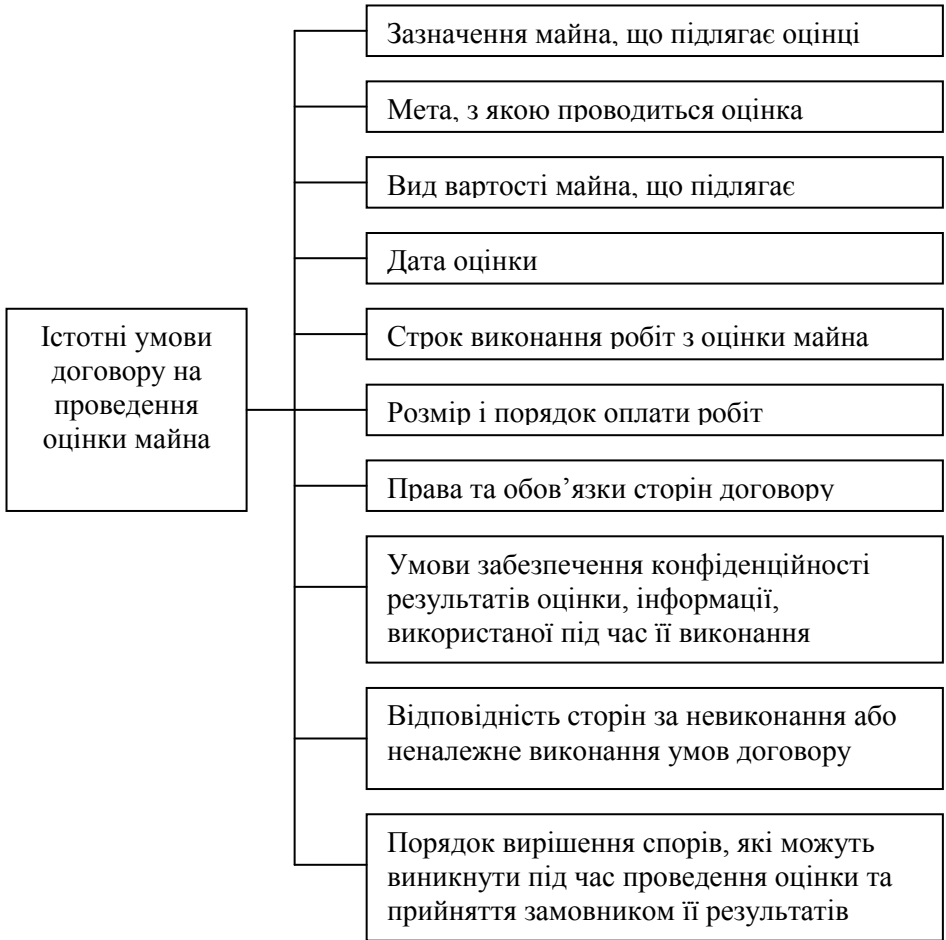 Зазначення майна, що підлягає оцінці
Мета, з якою проводиться оцінка
Вид вартості майна, що підлягає
Дата оцінки
Істотні умови
договору на
проведення
оцінки майна
Строк виконання робіт з оцінки майна
Розмір і порядок оплати робіт
Права та обов’язки сторін договору
Умови забезпечення конфіденційності
результатів оцінки, інформації,
використаної під час її виконання
Відповідність сторін за невиконання або
неналежне виконання умов договору
Порядок вирішення спорів, які можуть
виникнути під час проведення оцінки та
прийняття замовником її результатів